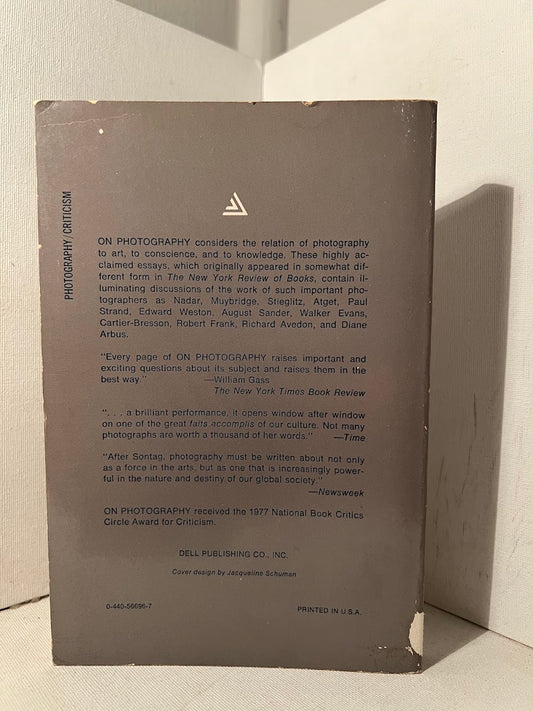 PHOTOGRAPHY/CRITICISM
ON PHOTOGRAPHY considers the relation of photography
to art, to conscience, and to knowledge. These highly ac-
claimed essays, which originally appeared in somewhat dif-
ferent form in The New York Review of Books, contain il-
luminating discussions of the work of such important pho-
tographers as Nadar, Muybridge, Stieglitz, Atget, Paul
Strand, Edward Weston, August Sander, Walker Evans,
Cartier-Bresson, Robert Frank, Richard Avedon, and Diane
Arbus.
"Every page of ON PHOTOGRAPHY raises important and
exciting questions about its subject and raises them in the
best way." —William Gass
The New York Times Book Review
". . . a brilliant performance, it opens window after window
on one of the great faits accomplis of our culture. Not many
photographs are worth a thousand of her words." —Time
"After Sontag, photography must be written about not only
as a force in the arts, but as one that is increasingly power-
ful in the nature and destiny of our global society."
—Newsweek
ON PHOTOGRAPHY received the 1977 National Book Critics
Circle Award for Criticism.
DELL PUBLISHING CO., INC.
Cover design by Jacqueline Schuman
0-440-56696-7
PRINTED IN U.S.A.